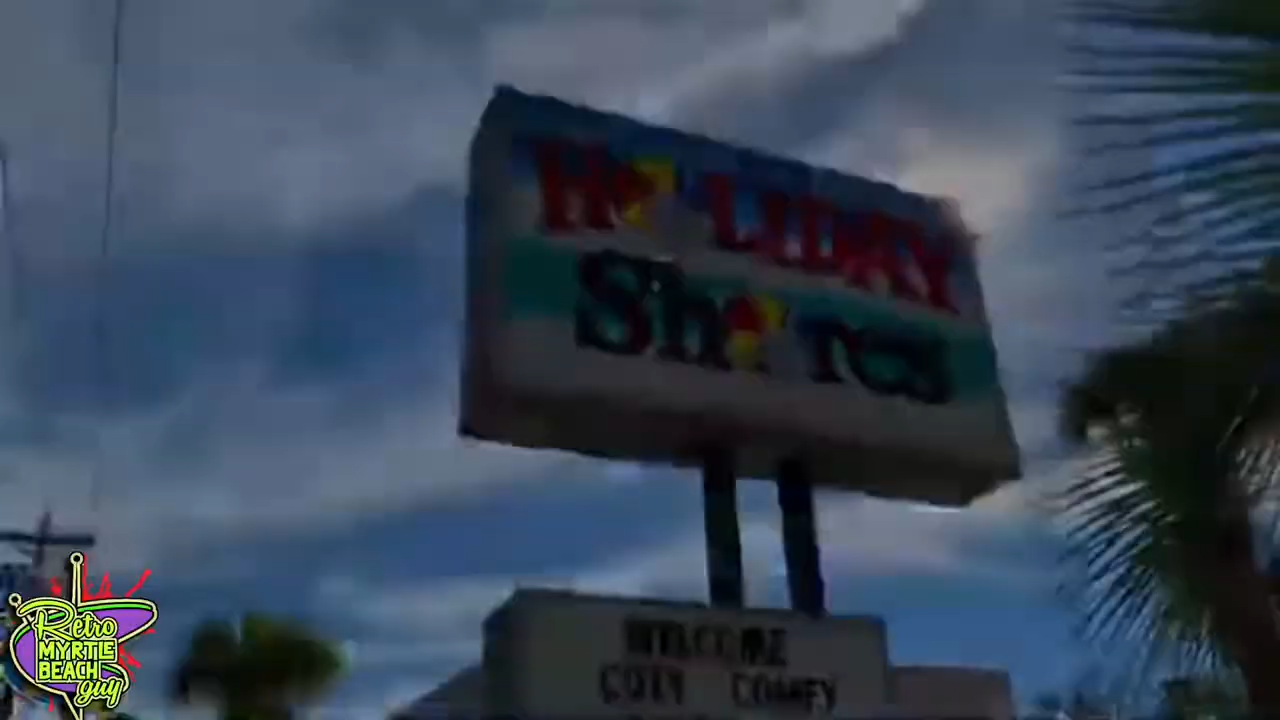 HOLIDAY
Shores
WELCOME
COZY COMFY
Retro
MYRTLE
BEACH
guy